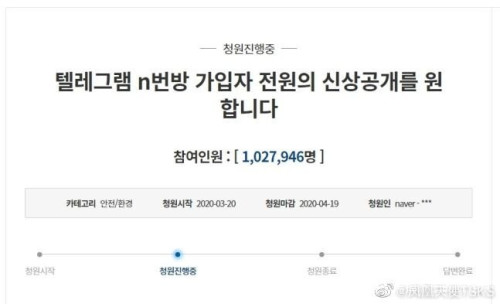 청원진행중
텔레그램 n번방 가입자 전원의 신상공개를 원
합니다
참여인원 : [ 1,027,946명 ]
카테고리 안전/환경 청원시작 2020-03-20 청원마감 2020-04-19 청원인 naver - ***
청원시작 청원진행중 청원종료 답변완료